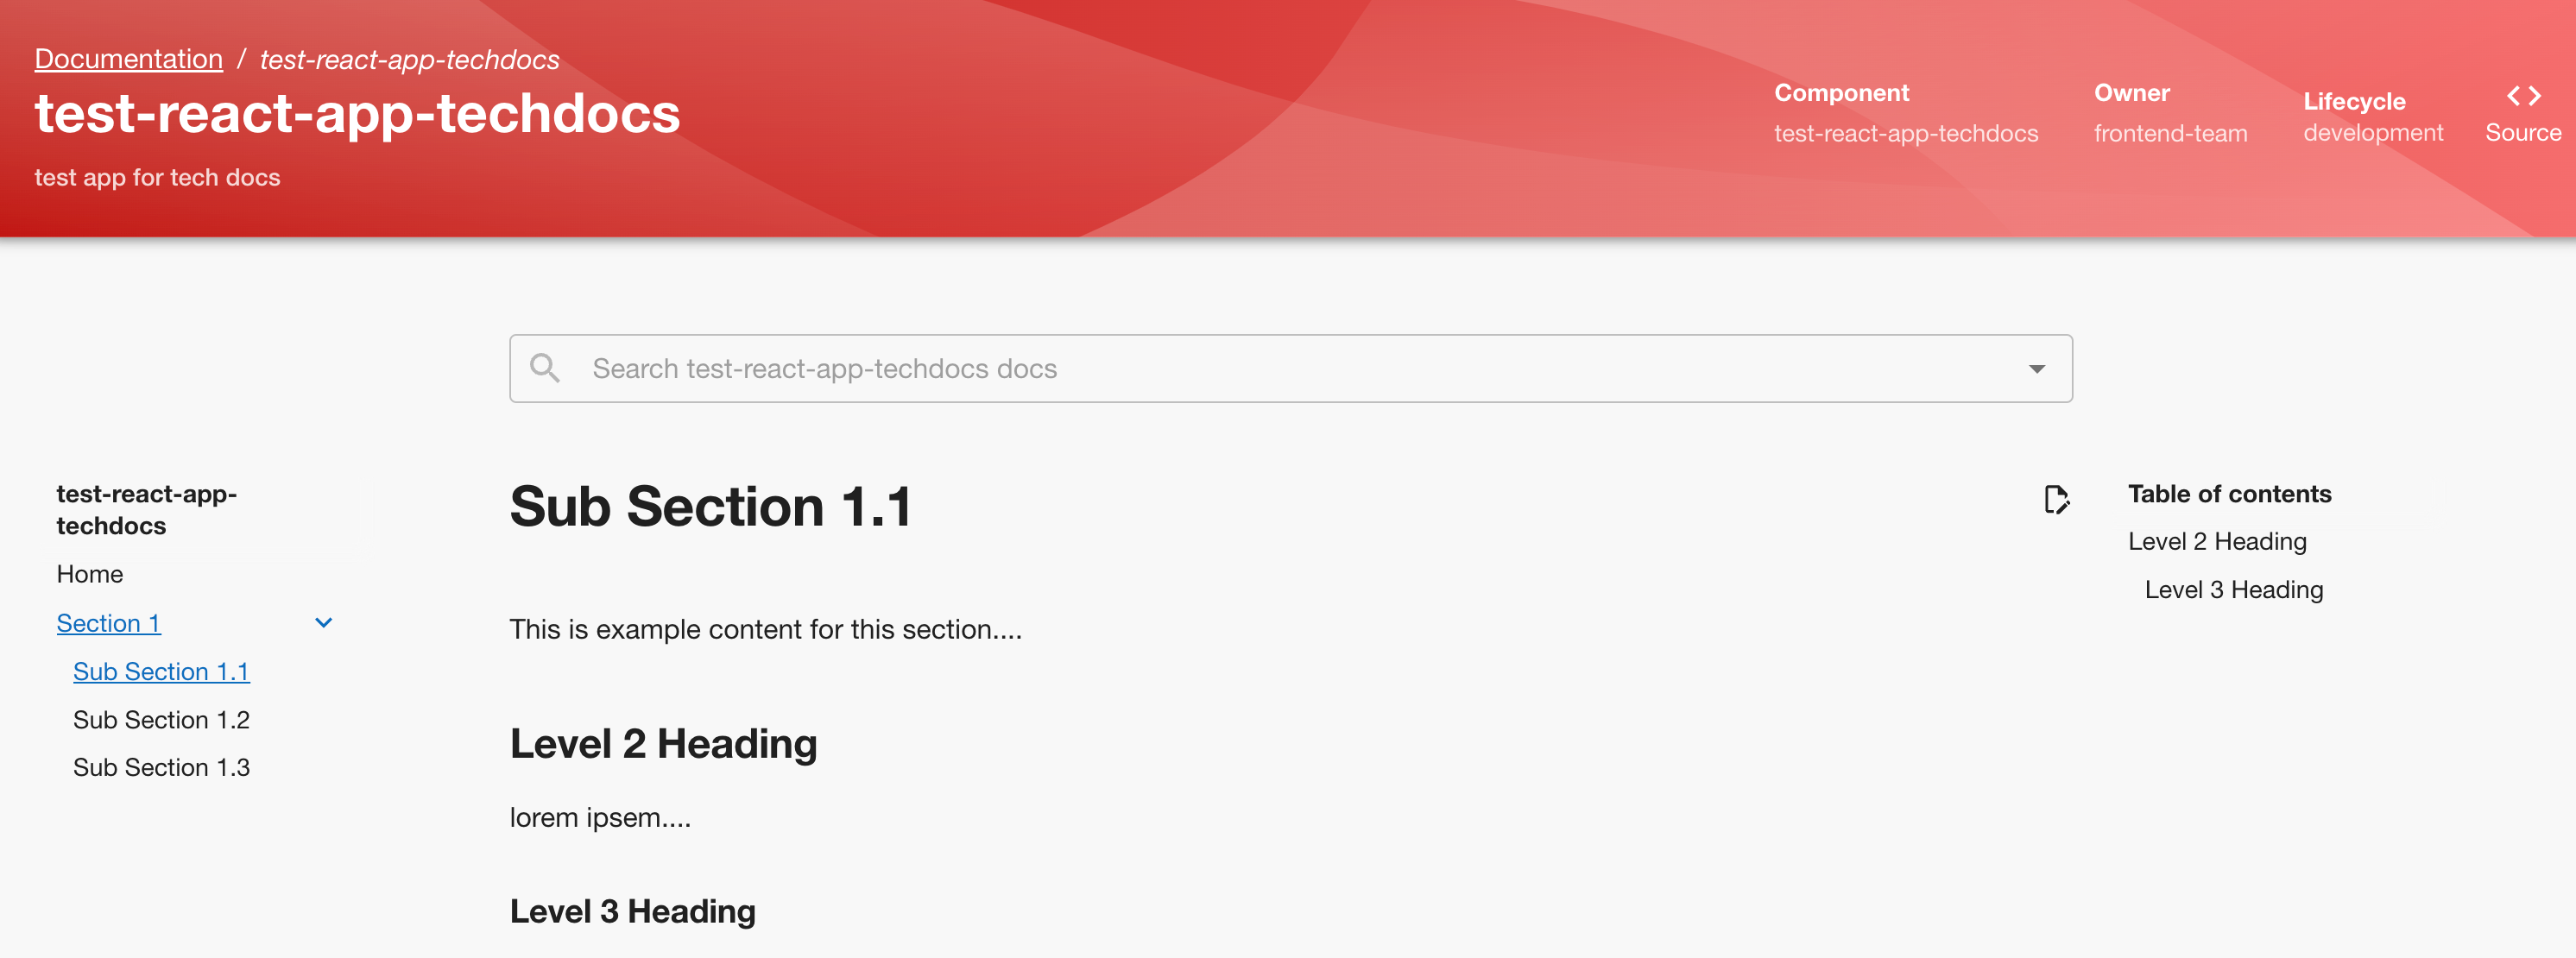 Documentation / test-react-app-techdocs
test-react-app-techdocs
test app for tech docs
Component
test-react-app-techdocs
Owner
frontend-team
Lifecycle
development
Source
Search test-react-app-techdocs docs
test-react-app-
techdocs
Home
Section 1
Sub Section 1.1
Sub Section 1.2
Sub Section 1.3
Sub Section 1.1
This is example content for this section....
Level 2 Heading
lorem ipsem....
Level 3 Heading
Table of contents
Level 2 Heading
Level 3 Heading